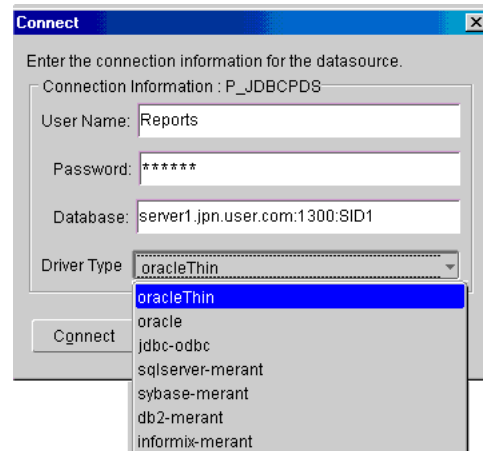 Connect
Enter the connection information for the datasource.
Connection Information : P_JDBCPDS
User Name: Reports
Password: ******
Database: server1.jpn.user.com:1300:SID1
Driver Type oracleThin
oracleThin
oracle
Connect
jdbc-odbc
sqlserver-merant
sybase-merant
db2-merant
informix-merant